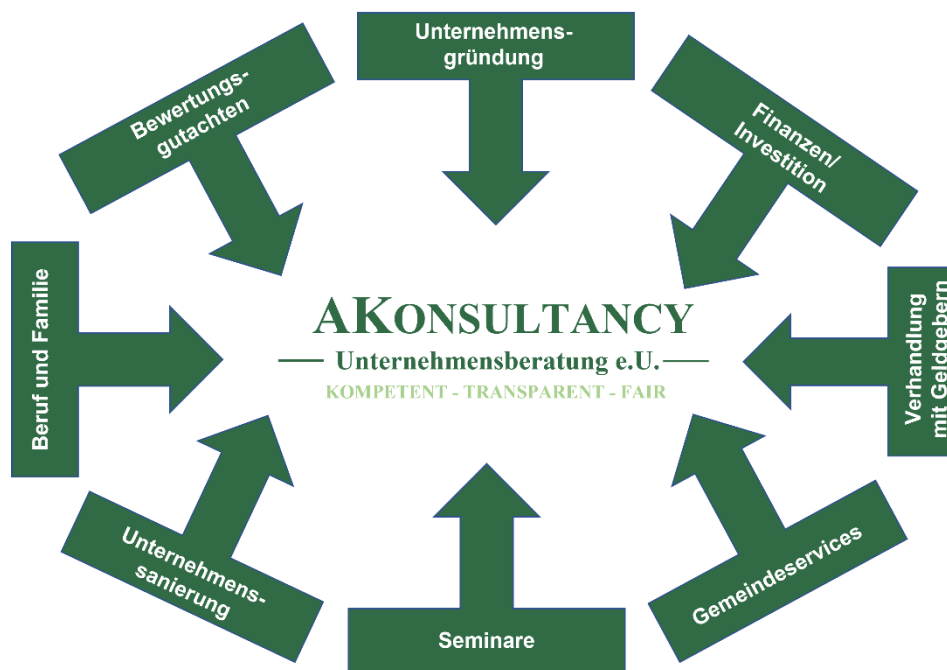 Unternehmens-
gründung
Bewertungs-
gutachten
Finanzen/
Investition
Beruf und Familie
AKONSULTANCY
Unternehmensberatung e.U.
KOMPETENT - TRANSPARENT - FAIR
Verhandlung
mit Geldgebern
Unternehmens-
sanierung
Seminare
Gemeindeservices